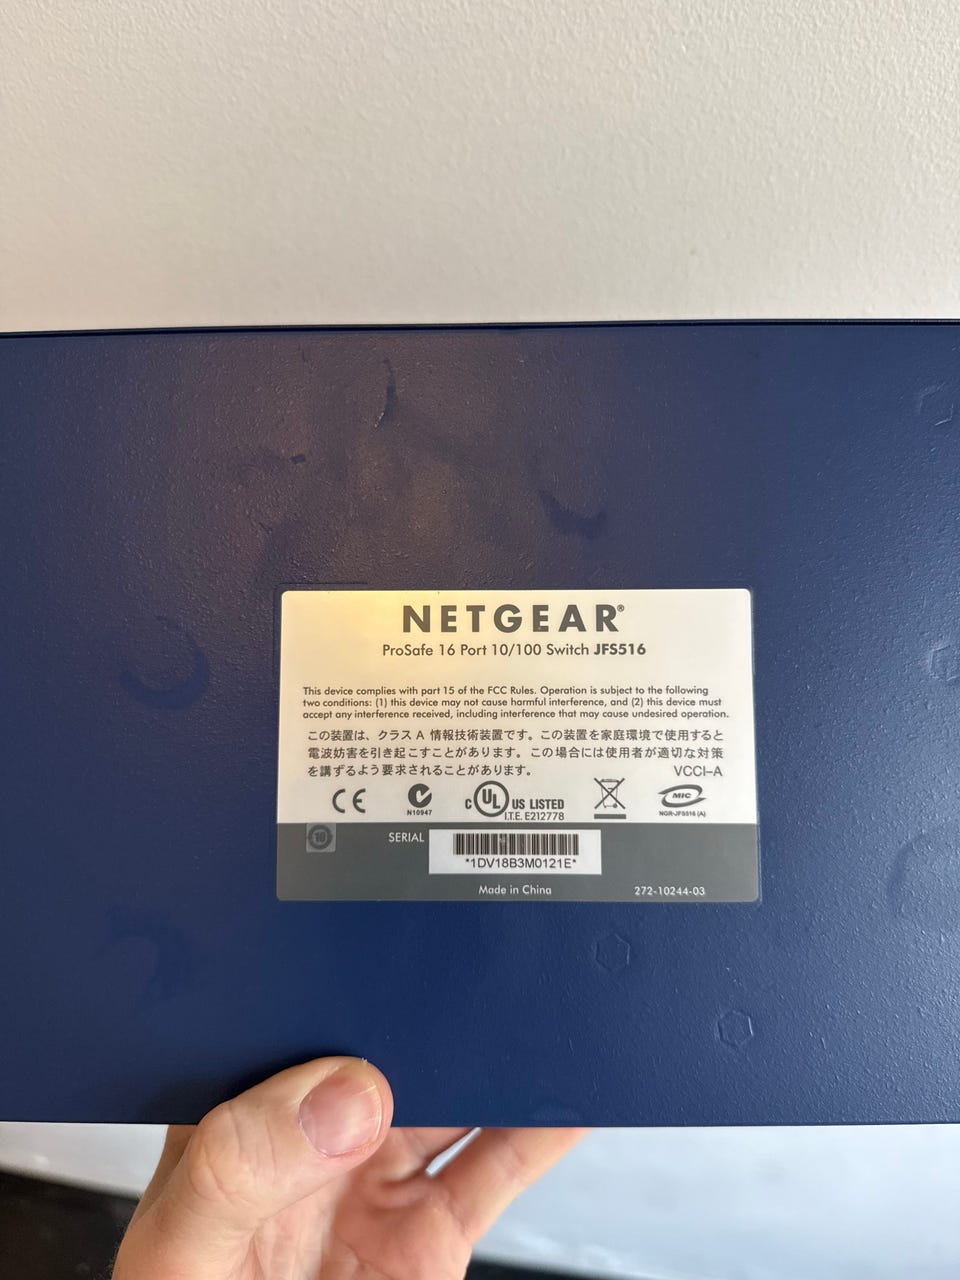 NETGEAR®
ProSafe 16 Port 10/100 Switch JFS516
This device complies with part 15 of the FCC Rules. Operation is subject to the following
two conditions: (1) this device may not cause harmful interference, and (2) this device must
accept any interference received, including interference that may cause undesired operation.
この装置は、クラス A 情報技術装置です。この装置を家庭環境で使用すると
電波妨害を引き起こすことがあります。この場合には使用者が適切な対策
を講ずるよう要求されることがあります。
VCCI-A
CE
N10947
C UL US LISTED
I.T.E. E212778
MIC
NGR-JFS516 (A)
10
SERIAL
*1DV18B3M0121E*
Made in China
272-10244-03